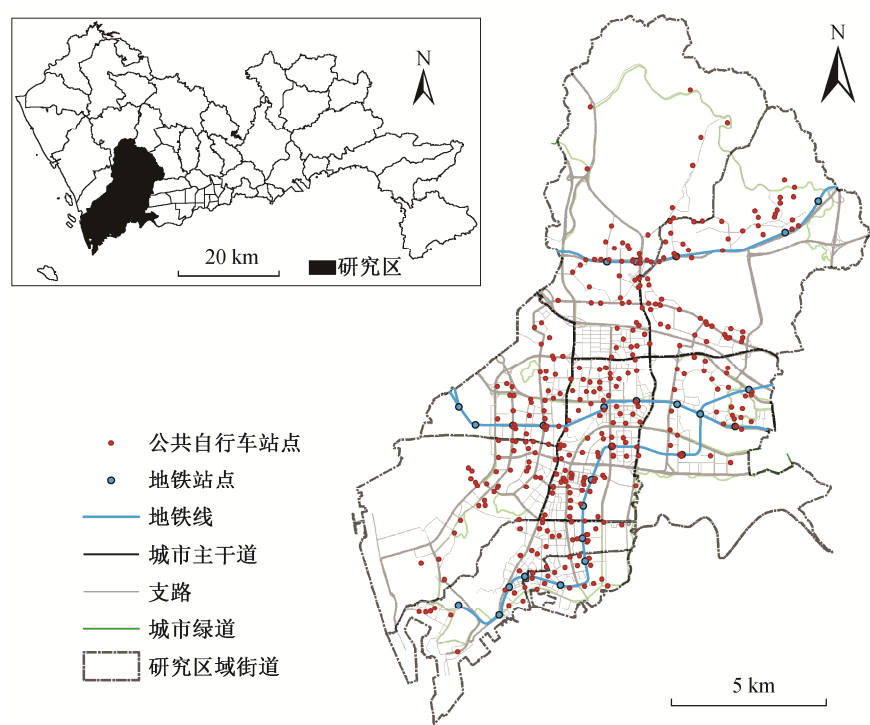 N
20 km
研究区
N
公共自行车站点
地铁站点
地铁线
城市主干道
支路
城市绿道
研究区域街道
5 km